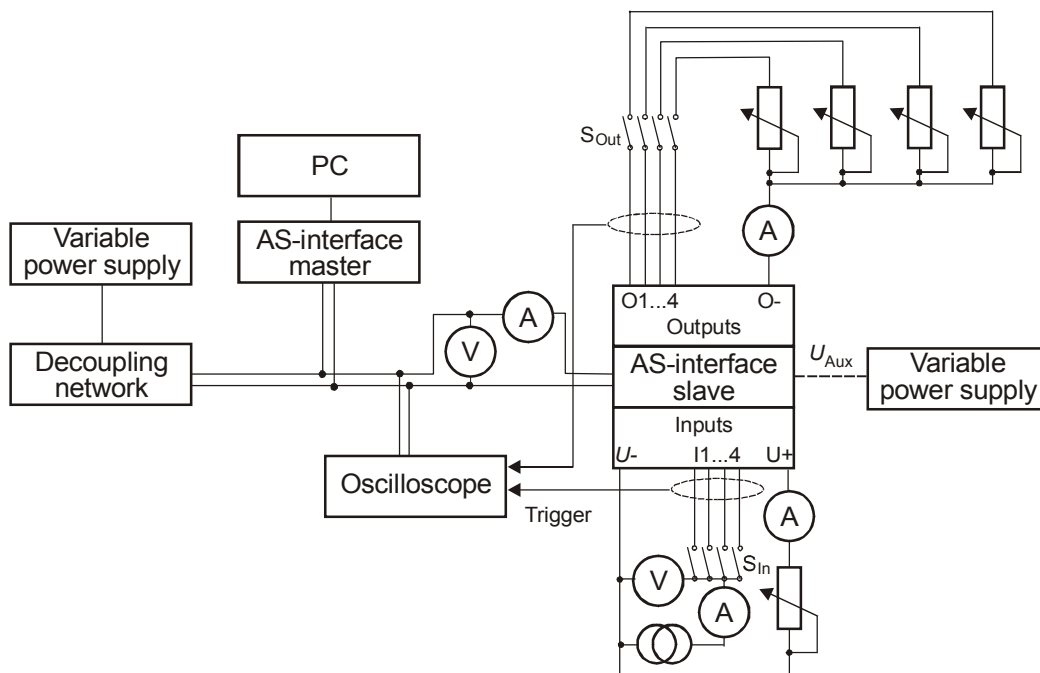 S_Out
PC
A
Variable
power supply
AS-interface
master
O1...4 O-
Outputs
A
V
Decoupling
network
AS-interface
slave
U_Aux
Variable
power supply
Inputs
U- I1...4 U+
Oscilloscope
Trigger
A
S_In
V
A